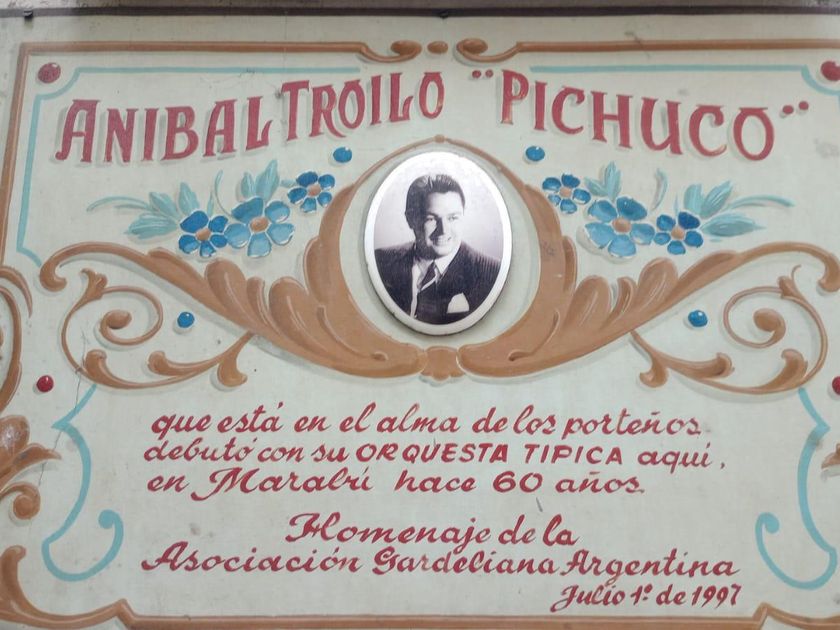 ANIBAL TROILO "PICHUCO"
que está en el alma de los porteños
debutó con su ORQUESTA TIPICA aquí,
en Marabú hace 60 años
Homenaje de la
Asociación Gardeliana Argentina
Julio 1º de 1997